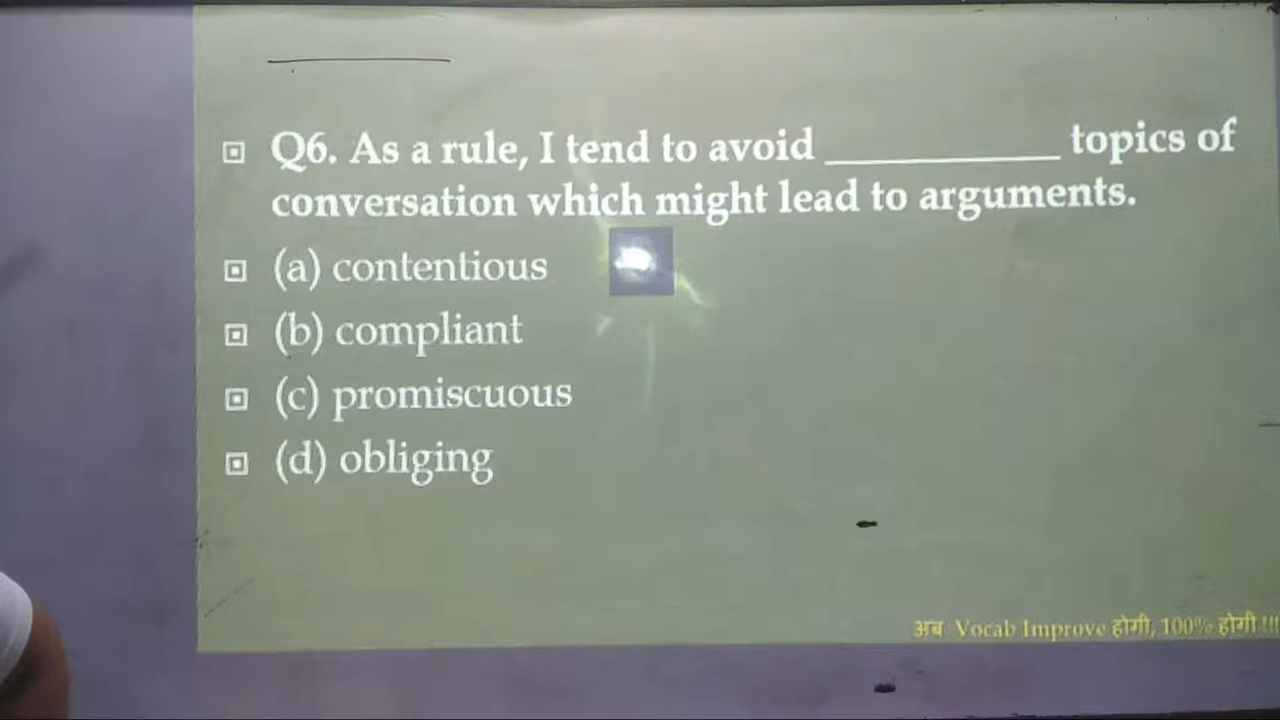 Q6. As a rule, I tend to avoid __________ topics of
conversation which might lead to arguments.
(a) contentious
(b) compliant
(c) promiscuous
(d) obliging
अब Vocab Improve होगी, 100% होगी !!!